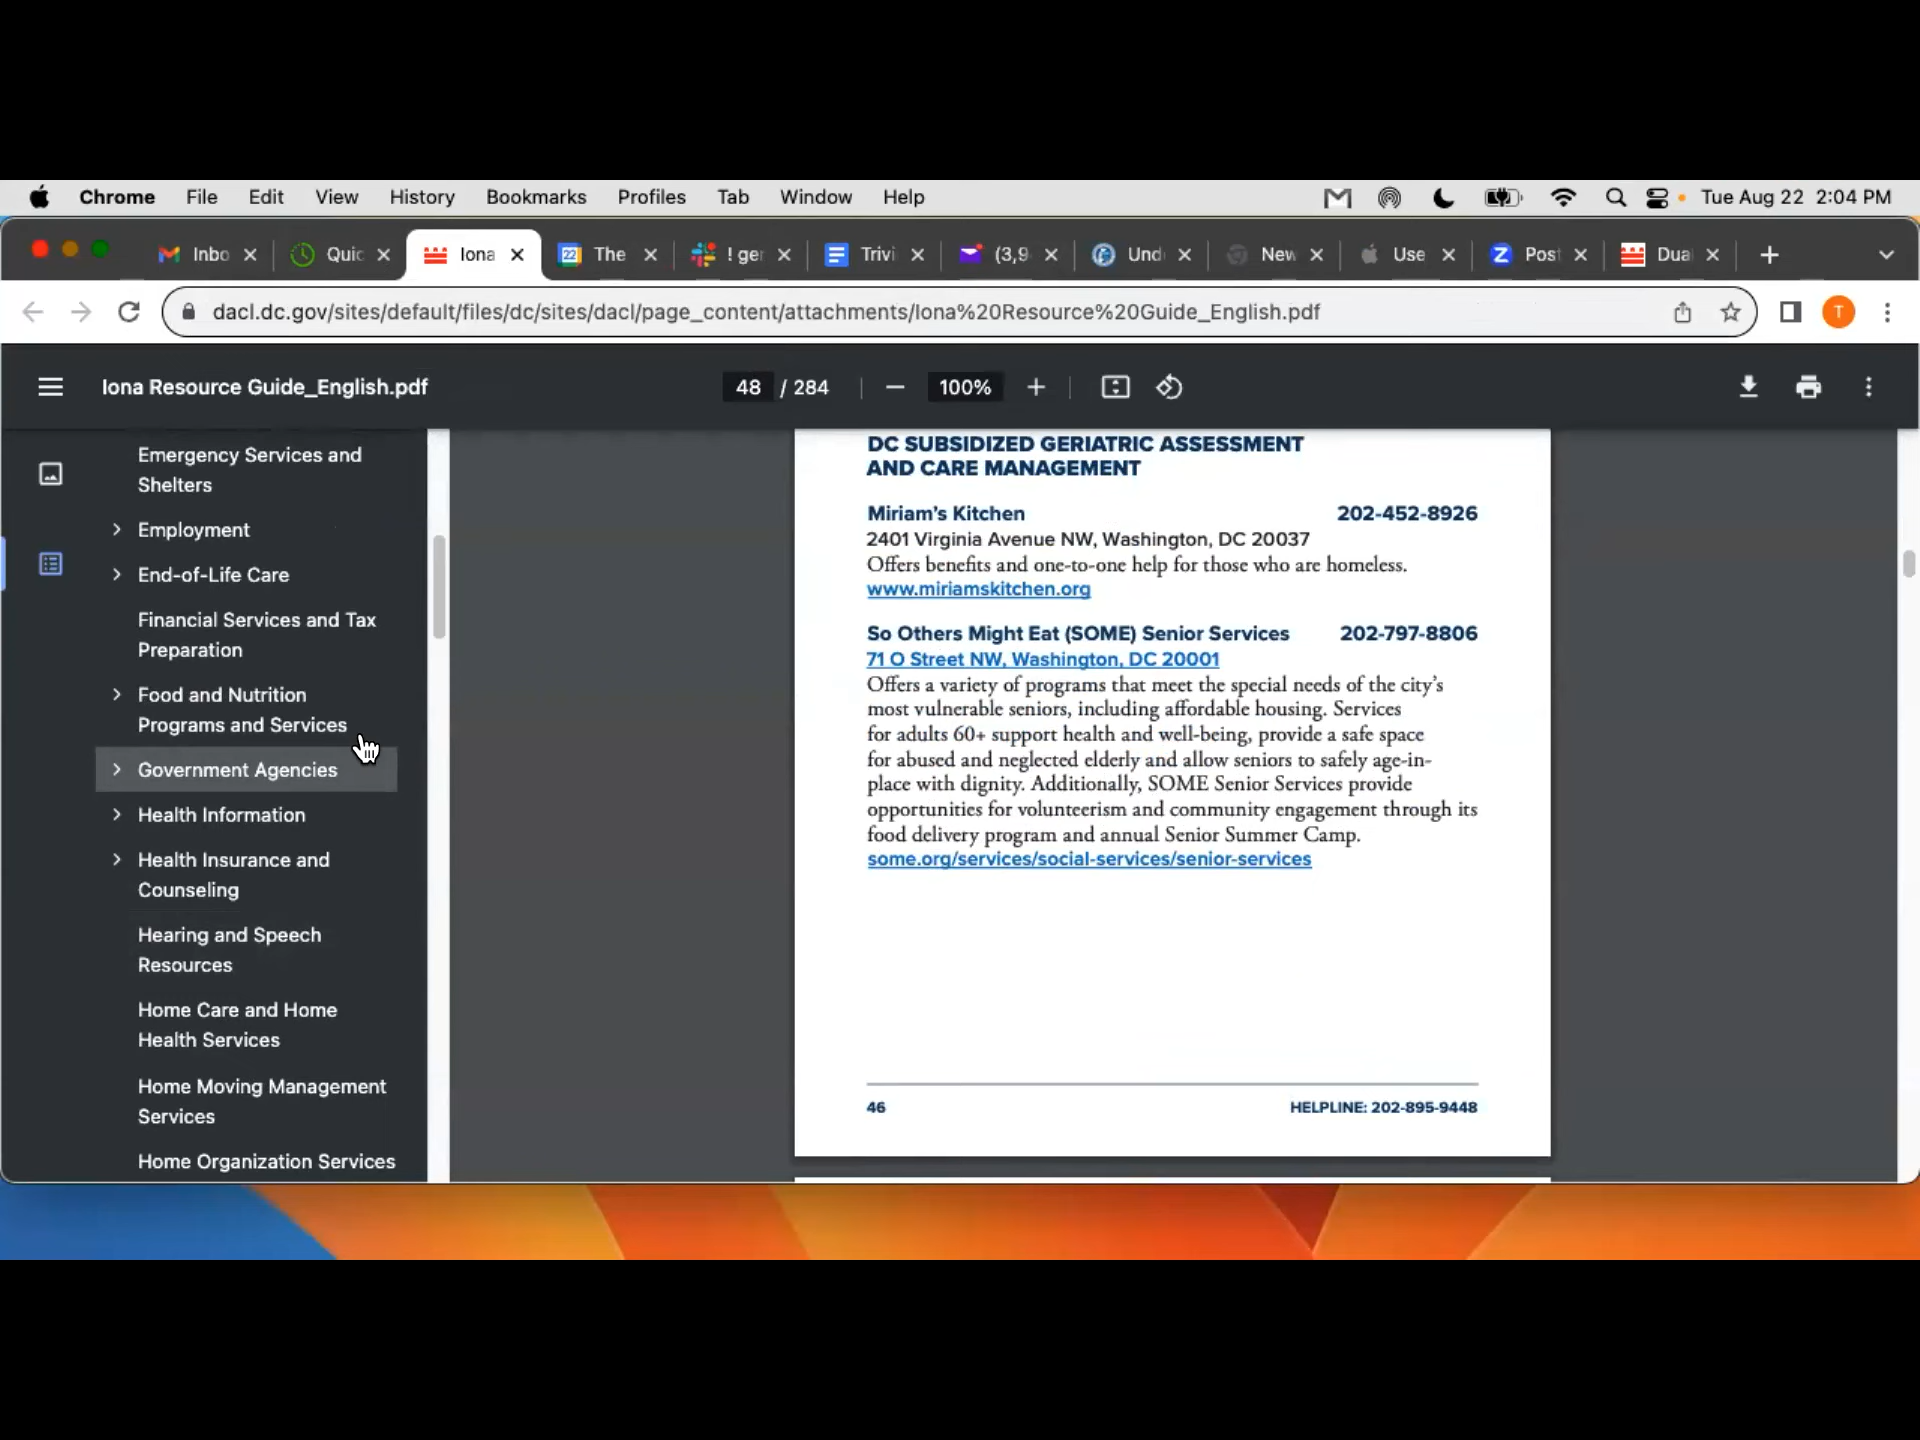 Chrome File Edit View History Bookmarks Profiles Tab Window Help Tue Aug 22 2:04 PM
Inbo Quic Iona 22 The ! ger Trivi (3,9 Und New Use Z Post Dua
dacl.dc.gov/sites/default/files/dc/sites/dacl/page_content/attachments/Iona%20Resource%20Guide_English.pdf T
Iona Resource Guide_English.pdf 48 / 284 100%
Emergency Services and
Shelters
Employment
End-of-Life Care
Financial Services and Tax
Preparation
Food and Nutrition
Programs and Services
Government Agencies
Health Information
Health Insurance and
Counseling
Hearing and Speech
Resources
Home Care and Home
Health Services
Home Moving Management
Services
Home Organization Services
DC SUBSIDIZED GERIATRIC ASSESSMENT
AND CARE MANAGEMENT
Miriam's Kitchen 202-452-8926
2401 Virginia Avenue NW, Washington, DC 20037
Offers benefits and one-to-one help for those who are homeless.
www.miriamskitchen.org
So Others Might Eat (SOME) Senior Services 202-797-8806
71 O Street NW, Washington, DC 20001
Offers a variety of programs that meet the special needs of the city's
most vulnerable seniors, including affordable housing. Services
for adults 60+ support health and well-being, provide a safe space
for abused and neglected elderly and allow seniors to safely age-in-
place with dignity. Additionally, SOME Senior Services provide
opportunities for volunteerism and community engagement through its
food delivery program and annual Senior Summer Camp.
some.org/services/social-services/senior-services
46 HELPLINE: 202-895-9448